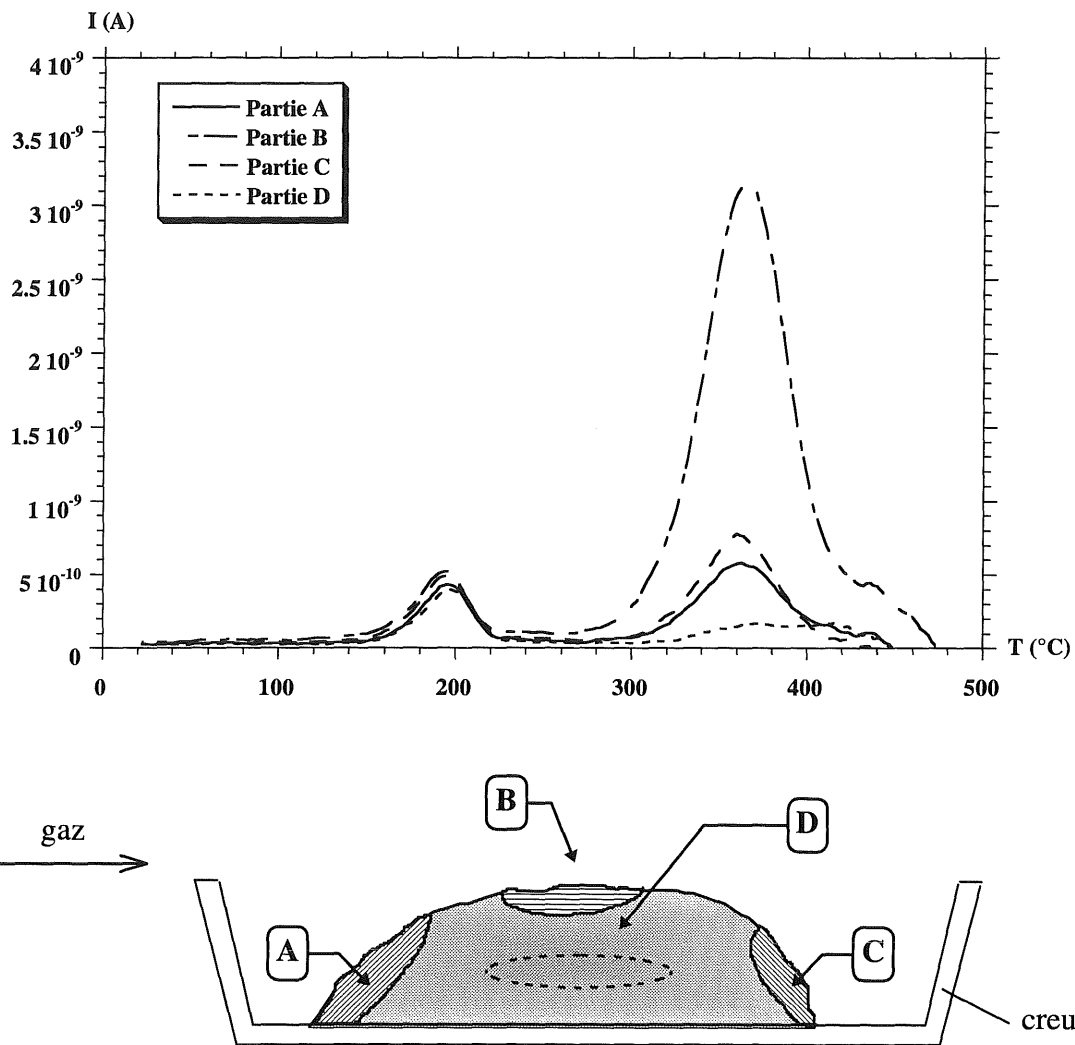 I (A)
4 10-9
3.5 10-9
3 10-9
2.5 10-9
2 10-9
1.5 10-9
1 10-9
5 10-10
0
Partie A
Partie B
Partie C
Partie D
T (°C)
0 100 200 300 400 500
B
D
gaz
A
C
creu